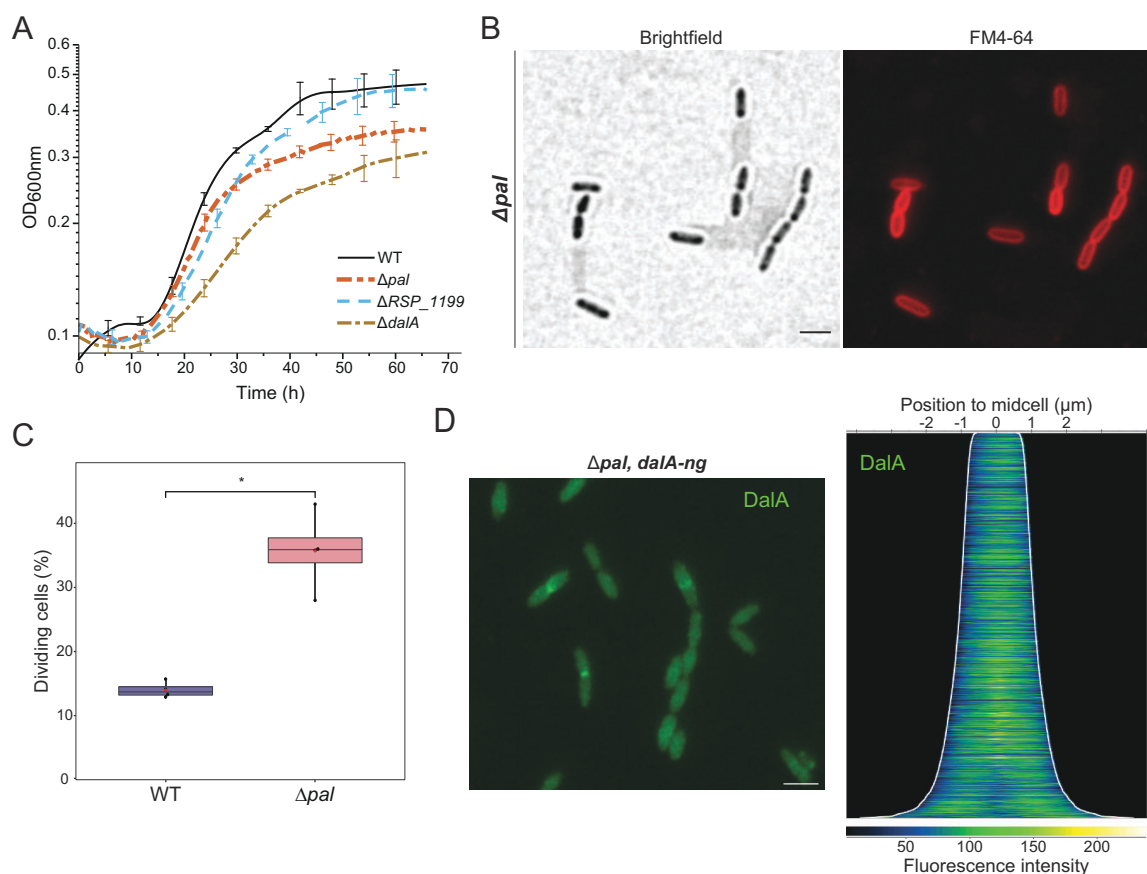 A
0.6
0.5
0.4
0.3
0.2
0.1
OD600nm
WT
Δpal
ΔRSP_1199
ΔdalA
0 10 20 30 40 50 60 70
Time (h)
B
Brightfield
FM4-64
Δpal
C
Dividing cells (%)
40
30
20
10
0
*
WT
Δpal
D
Δpal, dalA-ng
DalA
Position to midcell (µm)
-2 -1 0 1 2
DalA
50 100 150 200
Fluorescence intensity